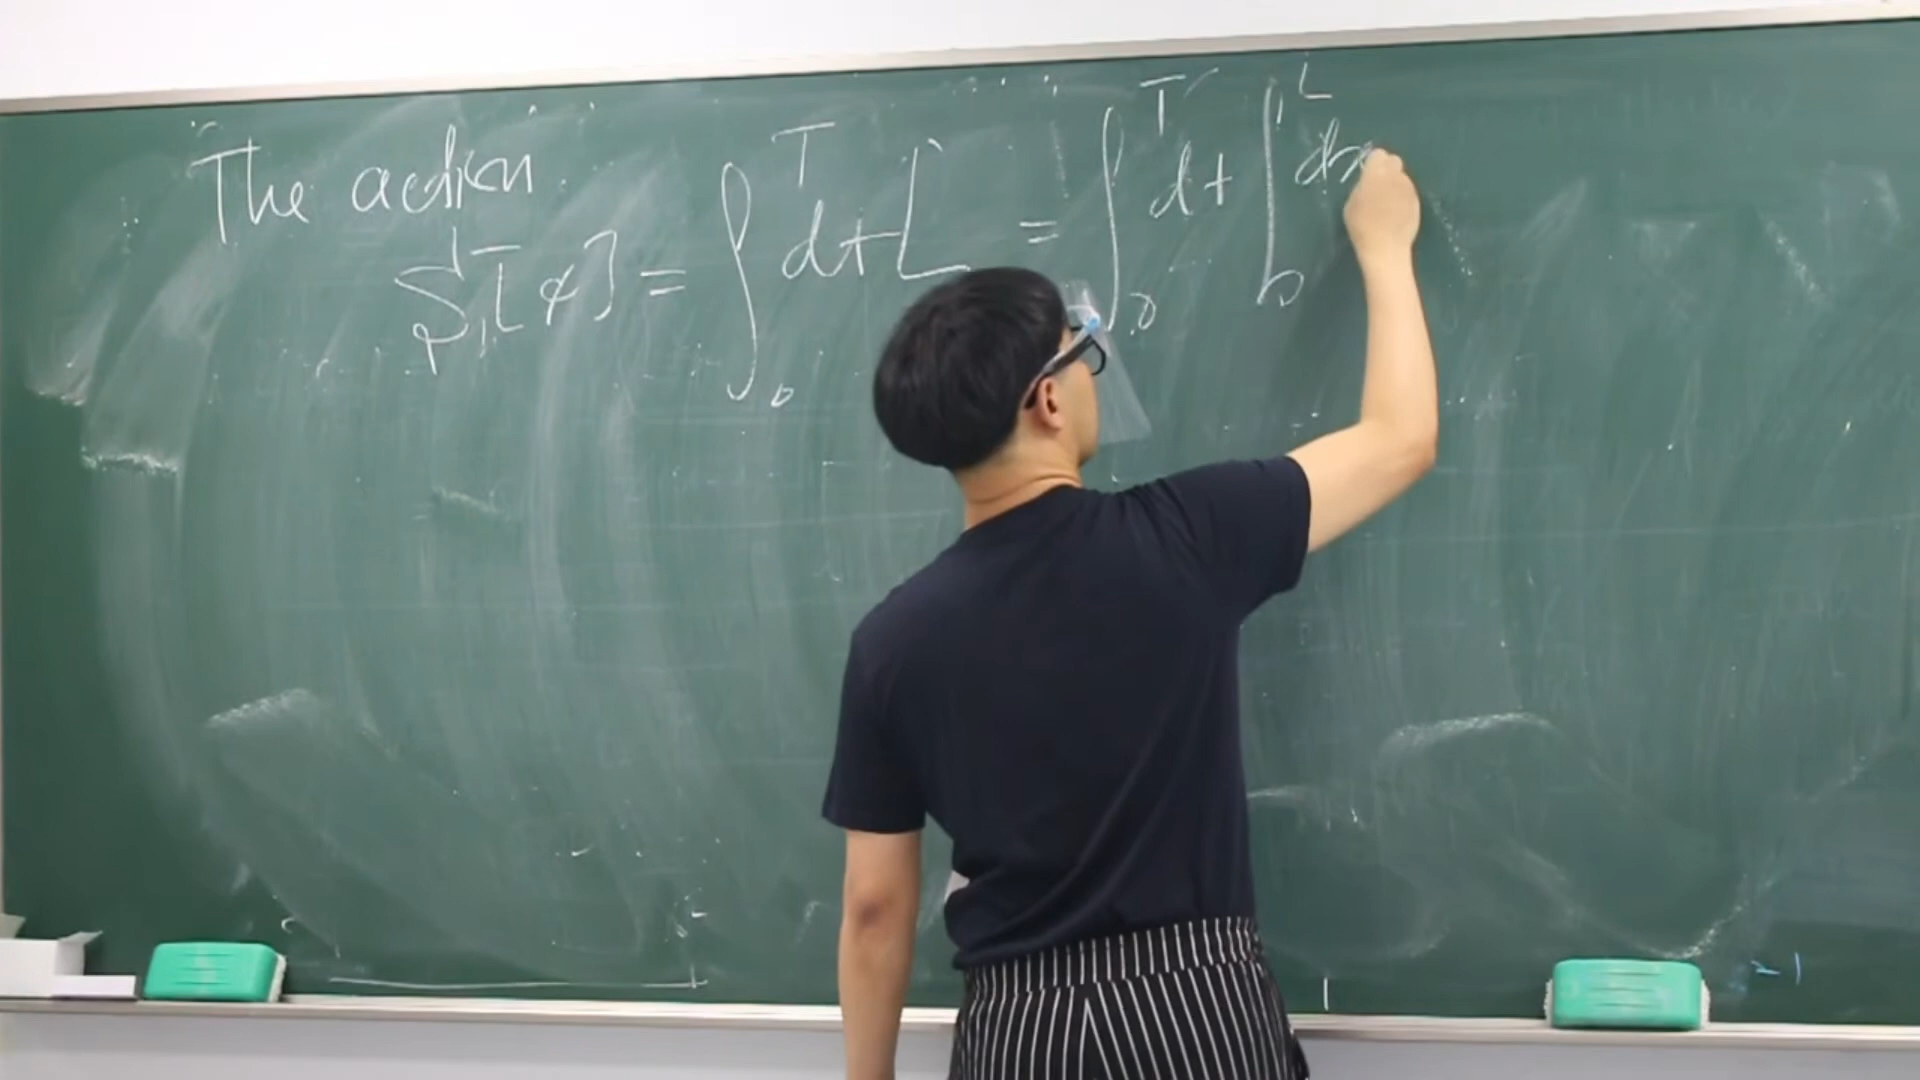 The action
S[φ] = ∫₀ᵀ dt L = ∫₀ᵀ dt ∫₀ᴸ dx